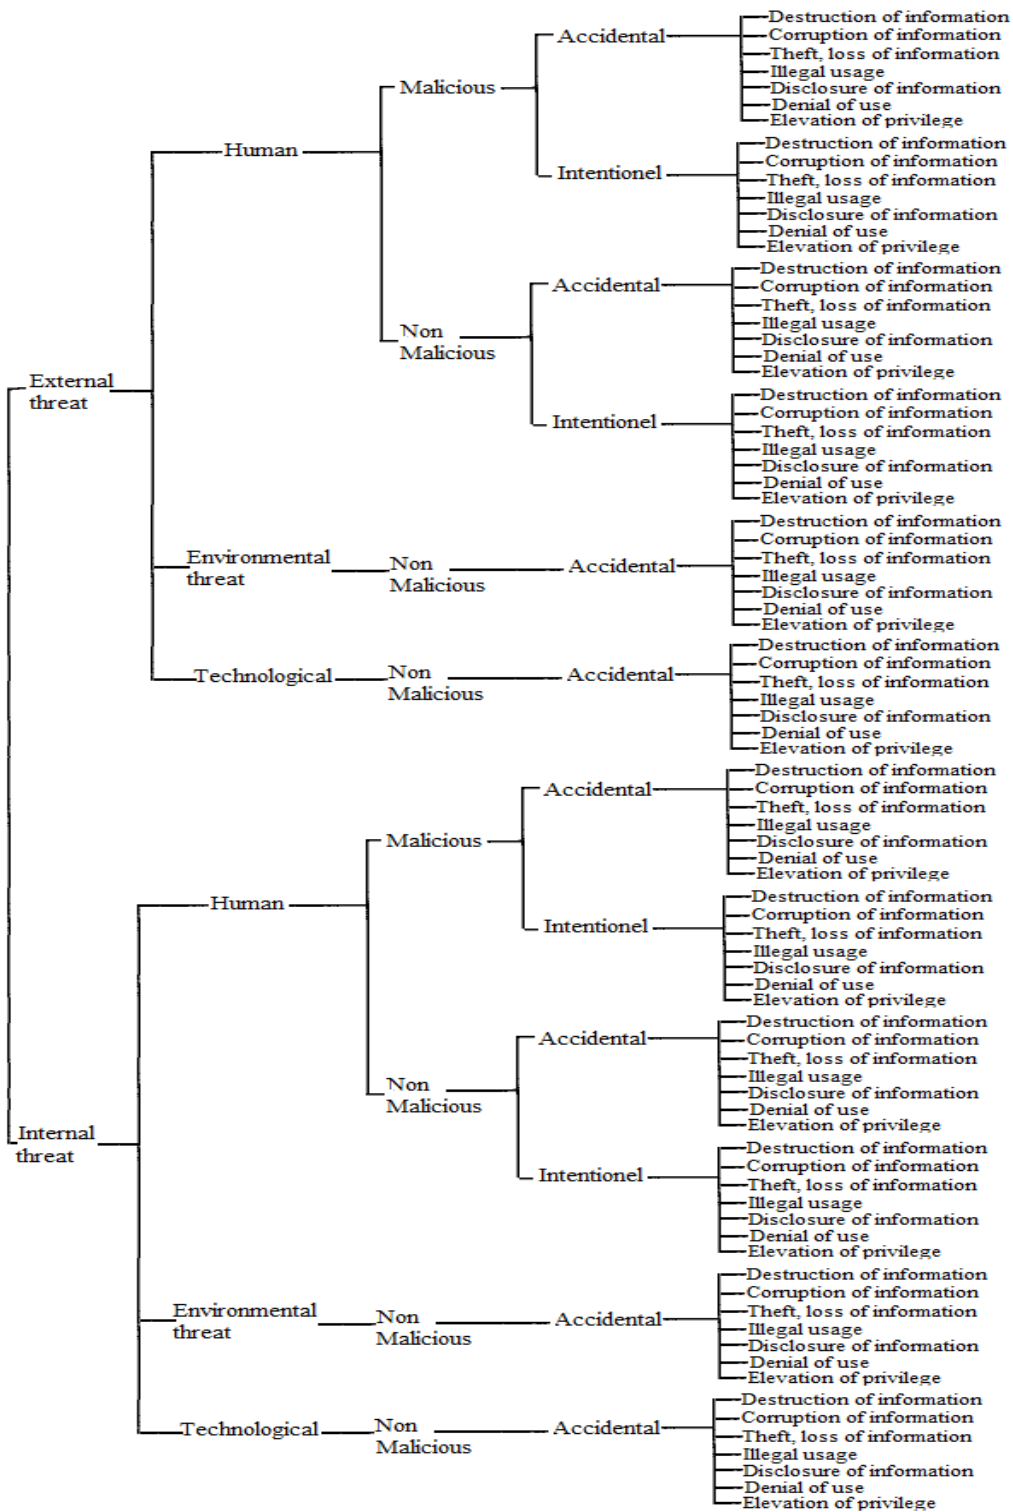 Destruction of information
Accidental
Corruption of information
Theft, loss of information
Illegal usage
Malicious
Disclosure of information
Denial of use
Elevation of privilege
Human
Destruction of information
Corruption of information
Intentionel
Theft, loss of information
Illegal usage
Disclosure of information
Denial of use
Elevation of privilege
Destruction of information
Accidental
Corruption of information
Theft, loss of information
Non
Malicious
Illegal usage
Disclosure of information
Denial of use
Elevation of privilege
External
threat
Destruction of information
Corruption of information
Intentionel
Theft, loss of information
Illegal usage
Disclosure of information
Denial of use
Elevation of privilege
Destruction of information
Corruption of information
Environmental
threat
Non
Malicious
Accidental
Theft, loss of information
Illegal usage
Disclosure of information
Denial of use
Elevation of privilege
Destruction of information
Corruption of information
Technological
Non
Malicious
Accidental
Theft, loss of information
Illegal usage
Disclosure of information
Denial of use
Elevation of privilege
Destruction of information
Accidental
Corruption of information
Theft, loss of information
Illegal usage
Malicious
Disclosure of information
Denial of use
Elevation of privilege
Human
Destruction of information
Corruption of information
Intentionel
Theft, loss of information
Illegal usage
Disclosure of information
Denial of use
Elevation of privilege
Destruction of information
Accidental
Corruption of information
Theft, loss of information
Illegal usage
Non
Malicious
Disclosure of information
Denial of use
Elevation of privilege
Internal
threat
Destruction of information
Corruption of information
Intentionel
Theft, loss of information
Illegal usage
Disclosure of information
Denial of use
Elevation of privilege
Destruction of information
Corruption of information
Environmental
threat
Non
Malicious
Accidental
Theft, loss of information
Illegal usage
Disclosure of information
Denial of use
Elevation of privilege
Destruction of information
Corruption of information
Technological
Non
Malicious
Accidental
Theft, loss of information
Illegal usage
Disclosure of information
Denial of use
Elevation of privilege